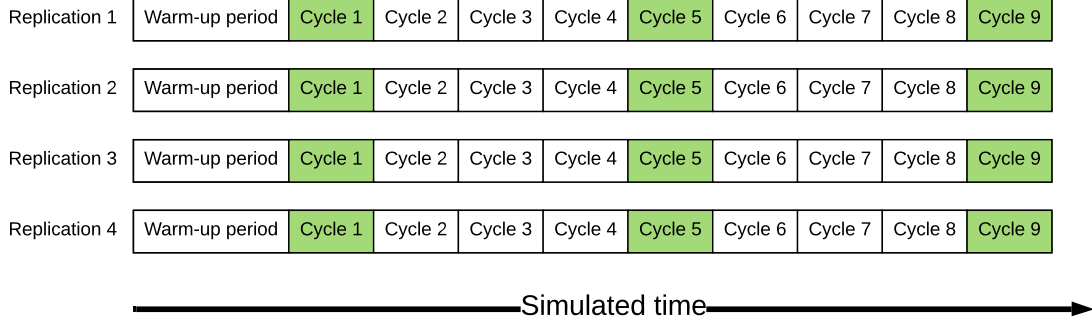 Replication 1 Warm-up period Cycle 1 Cycle 2 Cycle 3 Cycle 4 Cycle 5 Cycle 6 Cycle 7 Cycle 8 Cycle 9
Replication 2 Warm-up period Cycle 1 Cycle 2 Cycle 3 Cycle 4 Cycle 5 Cycle 6 Cycle 7 Cycle 8 Cycle 9
Replication 3 Warm-up period Cycle 1 Cycle 2 Cycle 3 Cycle 4 Cycle 5 Cycle 6 Cycle 7 Cycle 8 Cycle 9
Replication 4 Warm-up period Cycle 1 Cycle 2 Cycle 3 Cycle 4 Cycle 5 Cycle 6 Cycle 7 Cycle 8 Cycle 9
Simulated time